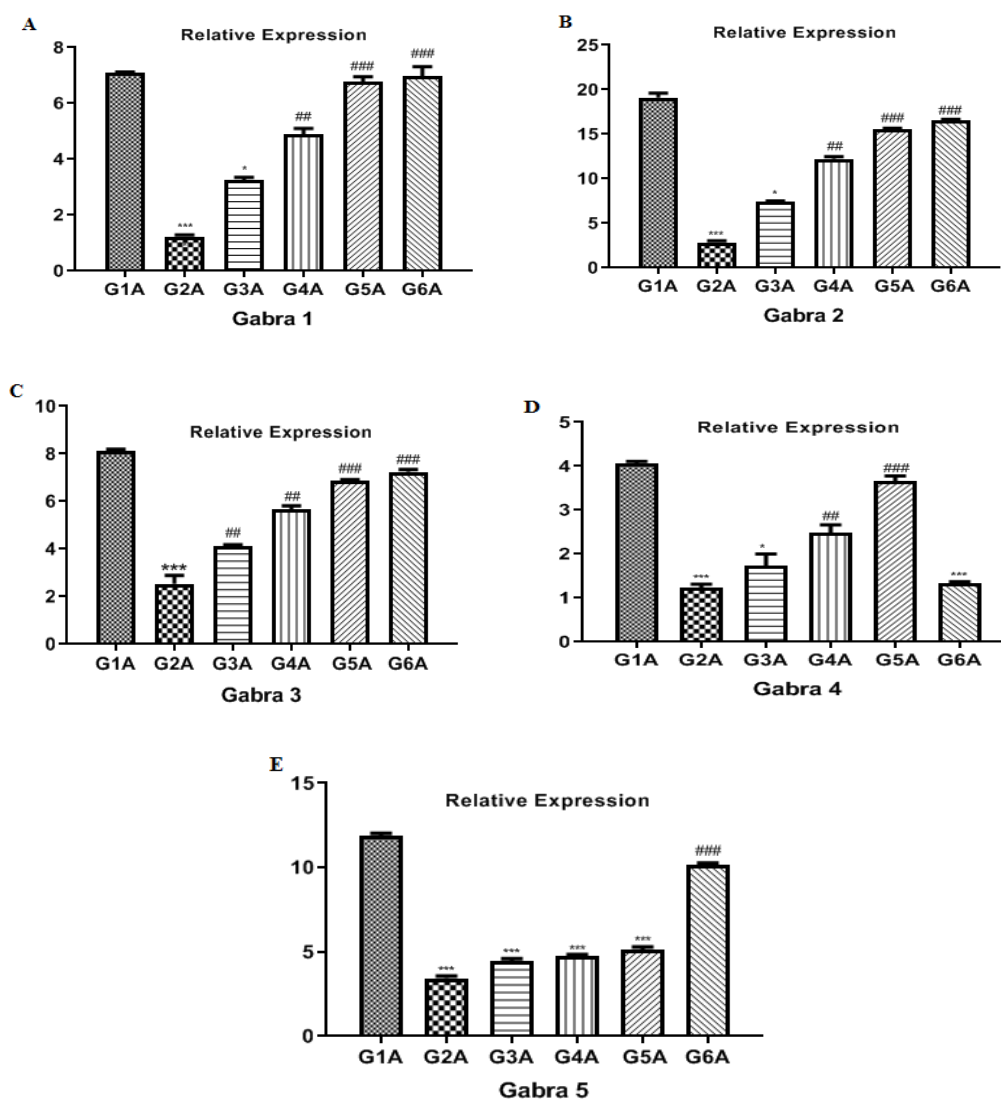 A
Relative Expression
8
6
4
2
0
***
*
##
###
###
G1A G2A G3A G4A G5A G6A
Gabra 1
B
Relative Expression
25
20
15
10
5
0
***
*
##
###
###
G1A G2A G3A G4A G5A G6A
Gabra 2
C
Relative Expression
10
8
6
4
2
0
***
##
##
###
###
G1A G2A G3A G4A G5A G6A
Gabra 3
D
Relative Expression
5
4
3
2
1
0
***
*
##
###
***
G1A G2A G3A G4A G5A G6A
Gabra 4
E
Relative Expression
15
10
5
0
***
***
***
***
###
G1A G2A G3A G4A G5A G6A
Gabra 5